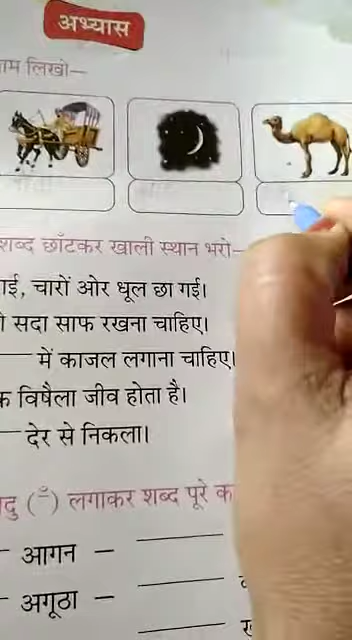 अभ्यास
लिखो—
शब्द छाँटकर खाली स्थान भरो—
चारों ओर धूल छा गई।
सदा साफ रखना चाहिए।
में काजल लगाना चाहिए।
विषैला जीव होता है।
देर से निकला।
(ँ) लगाकर शब्द पूरे
आगन —
अगूठा —